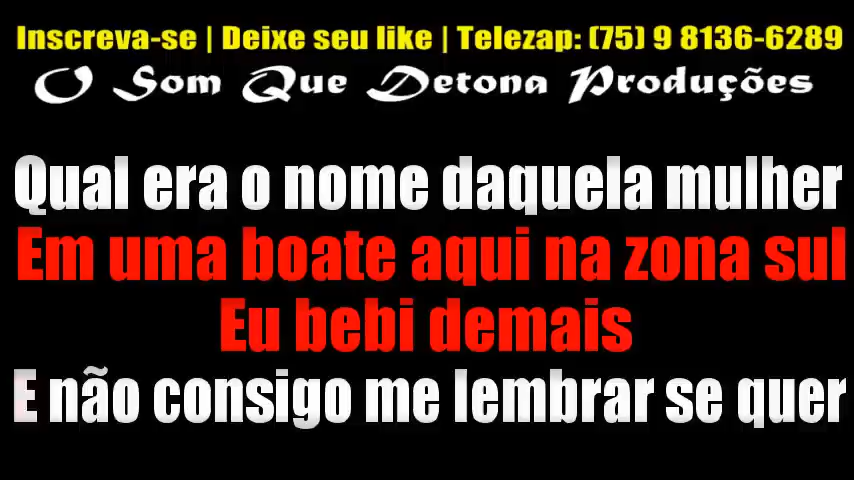 Inscreva-se | Deixe seu like | Telezap: (75) 9 8136-6289
O Som Que Detona Produções
Qual era o nome daquela mulher
Em uma boate aqui na zona sul
Eu bebi demais
E não consigo me lembrar se quer